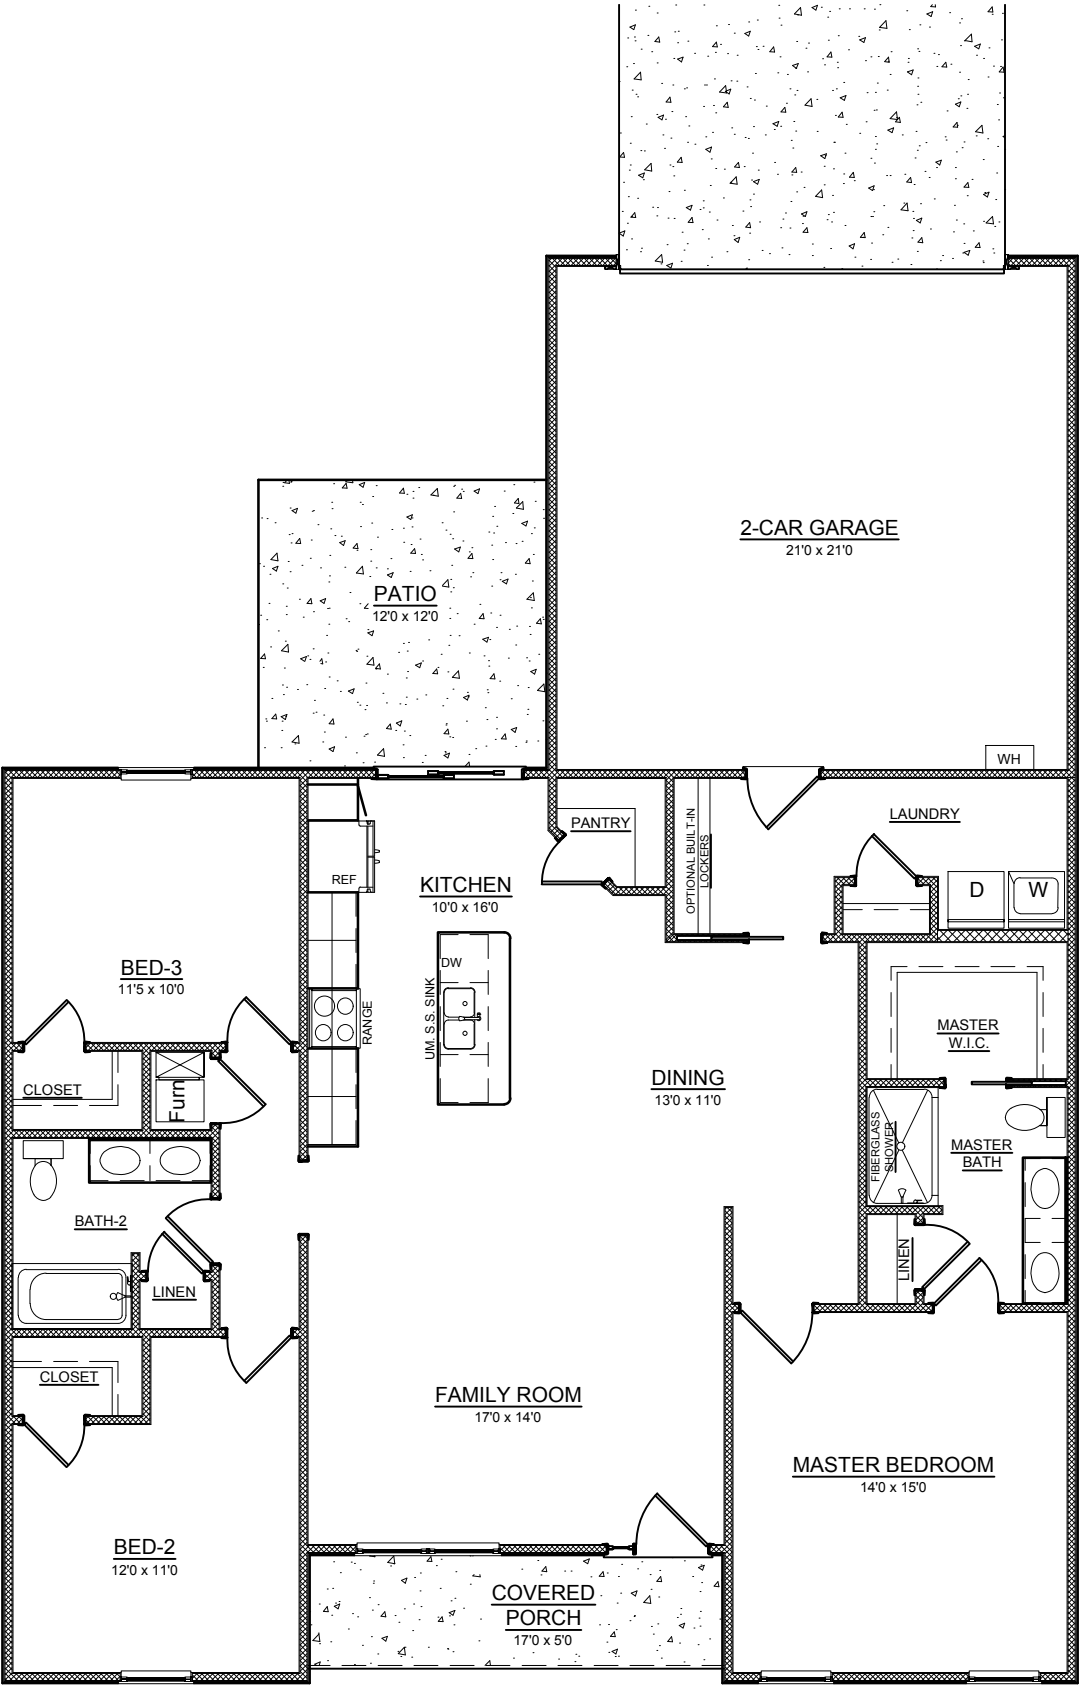 2-CAR GARAGE
21'0 x 21'0
PATIO
12'0 x 12'0
WH
PANTRY
OPTIONAL BUILT-IN
LOCKERS
LAUNDRY
D
W
REF
KITCHEN
10'0 x 16'0
DW
UM. S.S. SINK
RANGE
BED-3
11'5 x 10'0
MASTER
W.I.C.
CLOSET
Furn
DINING
13'0 x 11'0
FIBERGLASS
SHOWER
MASTER
BATH
BATH-2
LINEN
LINEN
CLOSET
FAMILY ROOM
17'0 x 14'0
MASTER BEDROOM
14'0 x 15'0
BED-2
12'0 x 11'0
COVERED
PORCH
17'0 x 5'0